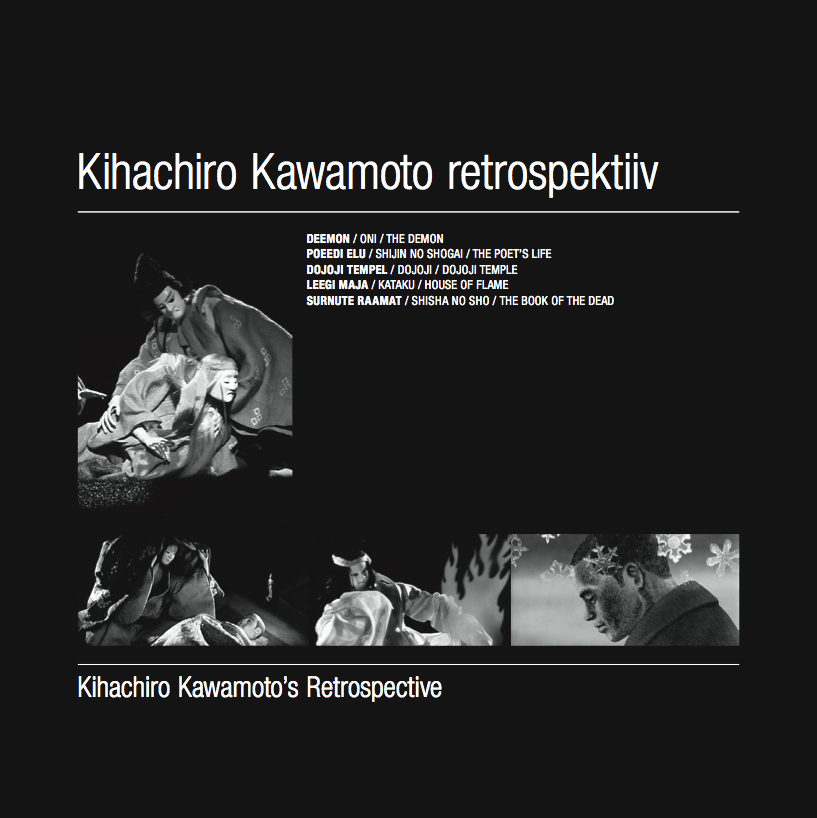 Kihachiro Kawamoto retrospektiiv
DEEMON / ONI / THE DEMON
POEEDI ELU / SHIJIN NO SHOGAI / THE POET'S LIFE
DOJOJI TEMPEL / DOJOJI / DOJOJI TEMPLE
LEEGI MAJA / KATAKU / HOUSE OF FLAME
SURNUTE RAAMAT / SHISHA NO SHO / THE BOOK OF THE DEAD
Kihachiro Kawamoto's Retrospective